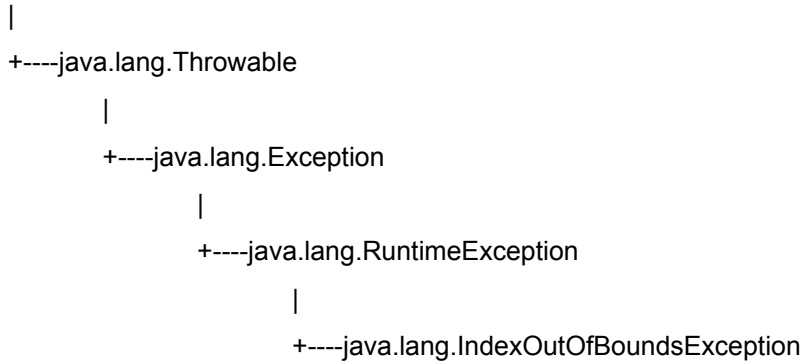 |
+----java.lang.Throwable
|
+----java.lang.Exception
|
+----java.lang.RuntimeException
|
+----java.lang.IndexOutOfBoundsException